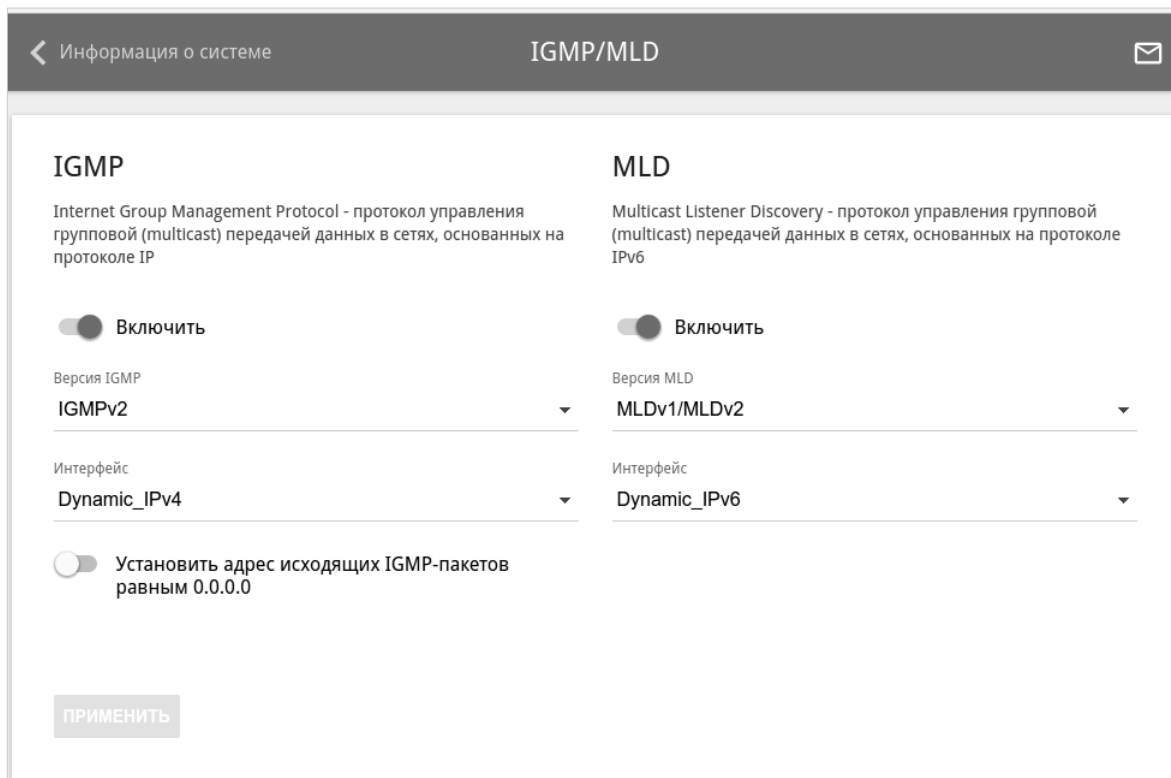 Информация о системе
IGMP/MLD
IGMP
Internet Group Management Protocol - протокол управления
групповой (multicast) передачей данных в сетях, основанных на
протоколе IP
Включить
Версия IGMP
IGMPv2
Интерфейс
Dynamic_IPv4
Установить адрес исходящих IGMP-пакетов
равным 0.0.0.0
ПРИМЕНИТЬ
MLD
Multicast Listener Discovery - протокол управления групповой
(multicast) передачей данных в сетях, основанных на протоколе
IPv6
Включить
Версия MLD
MLDv1/MLDv2
Интерфейс
Dynamic_IPv6